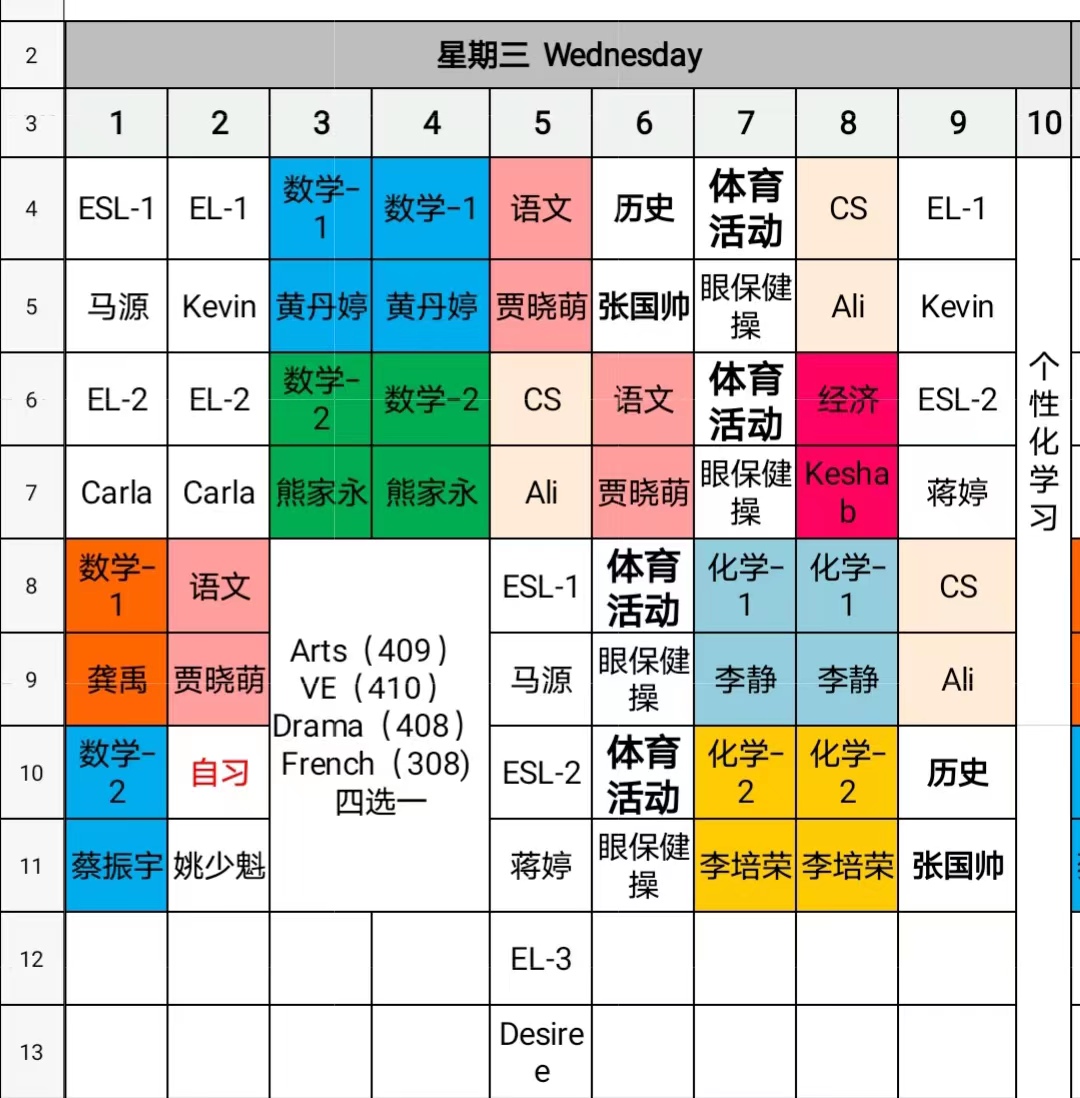 2
星期三 Wednesday
3
1 2 3 4 5 6 7 8 9 10
4
ESL-1 EL-1 数学-1 数学-1 语文 历史 体育活动 CS EL-1
5
马源 Kevin 黄丹婷 黄丹婷 贾晓萌 张国帅 眼保健操 Ali Kevin
6
EL-2 EL-2 数学-2 数学-2 CS 语文 体育活动 经济 ESL-2
7
Carla Carla 熊家永 熊家永 Ali 贾晓萌 眼保健操 Keshab 蒋婷
个性化学习
8
数学-1 语文 ESL-1 体育活动 化学-1 化学-1 CS
9
龚禹 贾晓萌 马源 眼保健操 李静 李静 Ali
Arts（409）
VE（410）
Drama（408）
French（308)
四选一
10
数学-2 自习 ESL-2 体育活动 化学-2 化学-2 历史
11
蔡振宇 姚少魁 蒋婷 眼保健操 李培荣 李培荣 张国帅
12
EL-3
13
Desiree